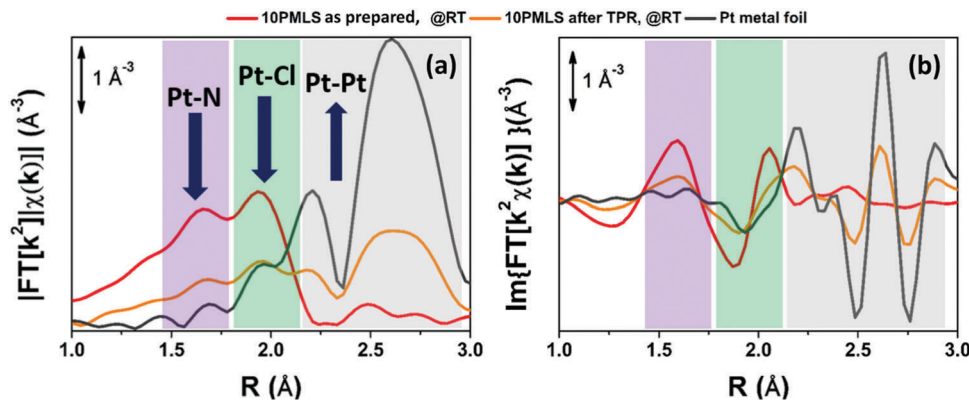 10PMLS as prepared, @RT 10PMLS after TPR, @RT Pt metal foil
(a)
1 Å⁻³
Pt-N
Pt-Cl
Pt-Pt
|FT[k²]|χ(k)|| (Å⁻³)
1.0 1.5 2.0 2.5 3.0
R (Å)
(b)
1 Å⁻³
Im{FT[k²χ(k)] }(Å⁻³)
1.0 1.5 2.0 2.5 3.0
R (Å)